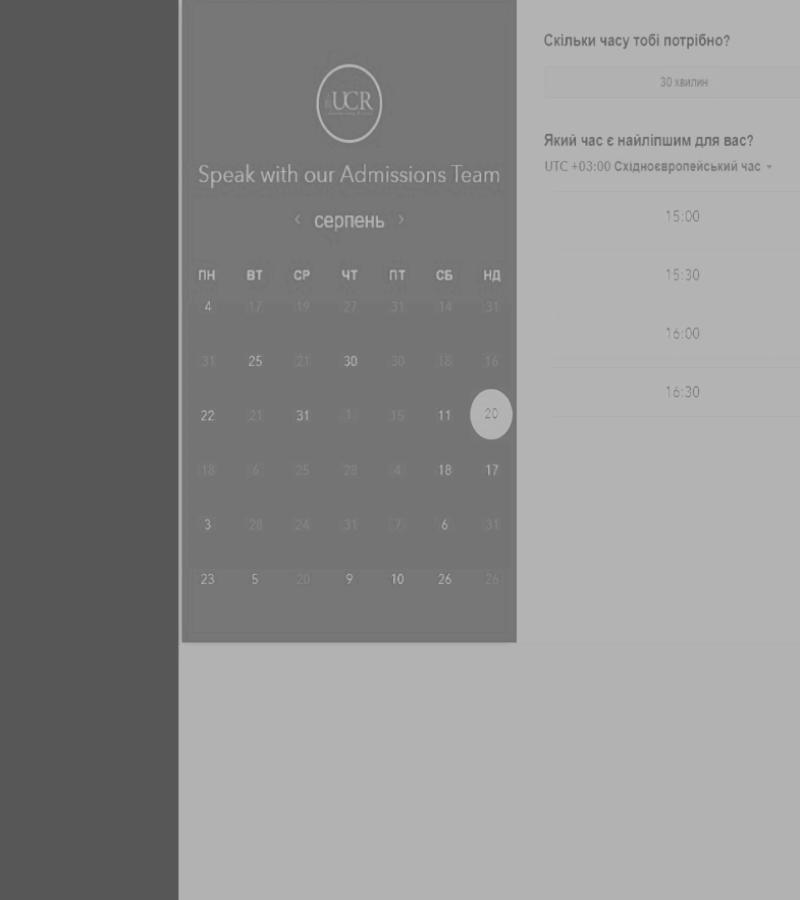 UCR
Speak with our Admissions Team
‹ серпень ›
ПН ВТ СР ЧТ ПТ СБ НД
4 17 19 27 31 14 31
31 25 21 30 30 18 16
22 21 31 1 15 11 20
18 6 25 28 4 18 17
3 28 24 31 7 6 31
23 5 20 9 10 26 26
Скільки часу тобі потрібно?
30 хвилин
Який час є найліпшим для вас?
UTC +03:00 Східноєвропейський час
15:00
15:30
16:00
16:30